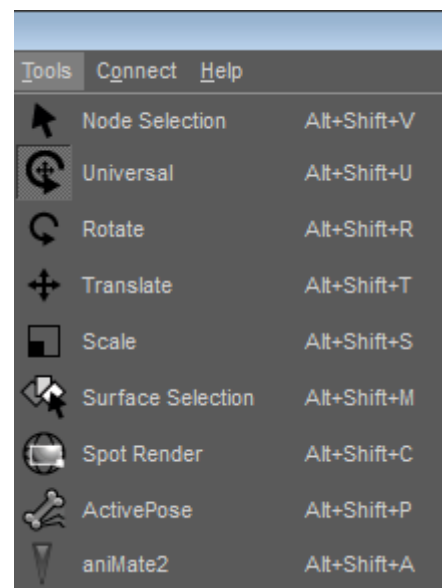 Tools Connect Help
Node Selection Alt+Shift+V
Universal Alt+Shift+U
Rotate Alt+Shift+R
Translate Alt+Shift+T
Scale Alt+Shift+S
Surface Selection Alt+Shift+M
Spot Render Alt+Shift+C
ActivePose Alt+Shift+P
aniMate2 Alt+Shift+A